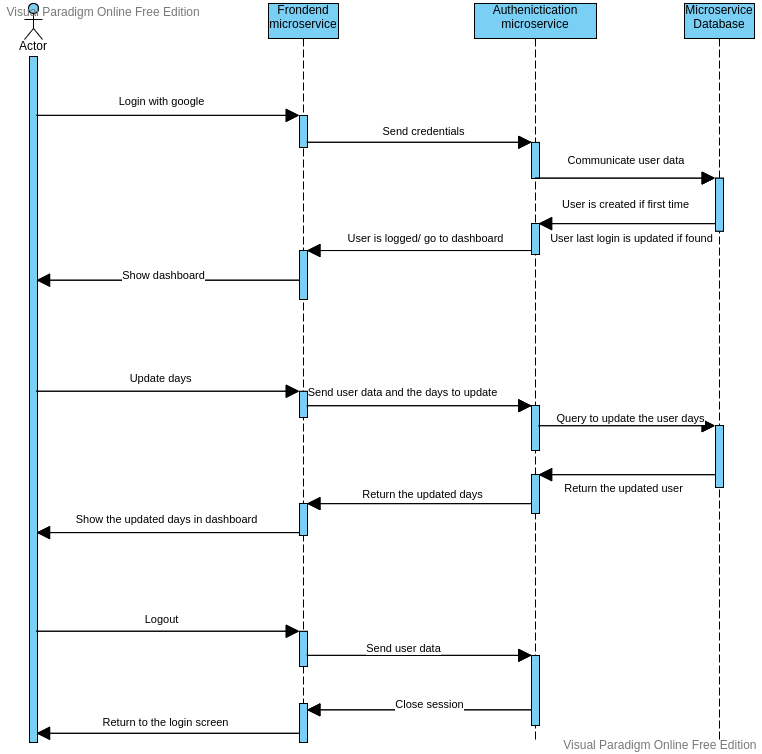 Visual Paradigm Online Free Edition
Actor
Frondend
microservice
Authenictication
microservice
Microservice
Database
Login with google
Send credentials
Communicate user data
User is created if first time
User is logged/ go to dashboard
User last login is updated if found
Show dashboard
Update days
Send user data and the days to update
Query to update the user days
Return the updated user
Return the updated days
Show the updated days in dashboard
Logout
Send user data
Close session
Return to the login screen
Visual Paradigm Online Free Edition